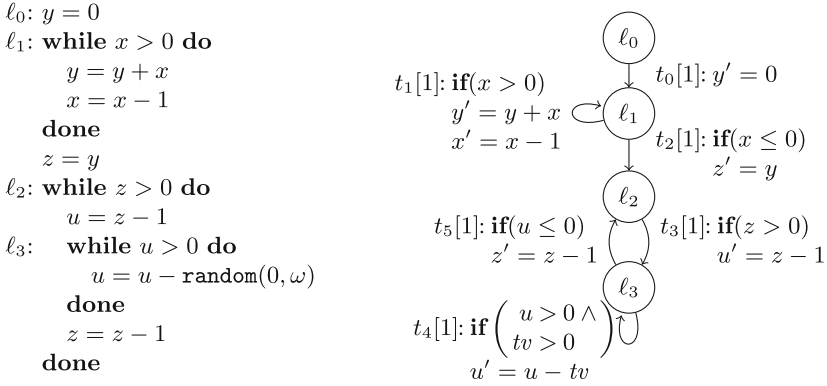 ℓ₀: y = 0
ℓ₁: while x > 0 do
y = y + x
x = x − 1
done
z = y
ℓ₂: while z > 0 do
u = z − 1
ℓ₃: while u > 0 do
u = u − random(0, ω)
done
z = z − 1
done
ℓ₀
t₀[1]: y′ = 0
t₁[1]: if(x > 0)
y′ = y + x
x′ = x − 1
ℓ₁
t₂[1]: if(x ≤ 0)
z′ = y
ℓ₂
t₅[1]: if(u ≤ 0)
z′ = z − 1
t₃[1]: if(z > 0)
u′ = z − 1
ℓ₃
t₄[1]: if( u > 0 ∧
tv > 0 )
u′ = u − tv